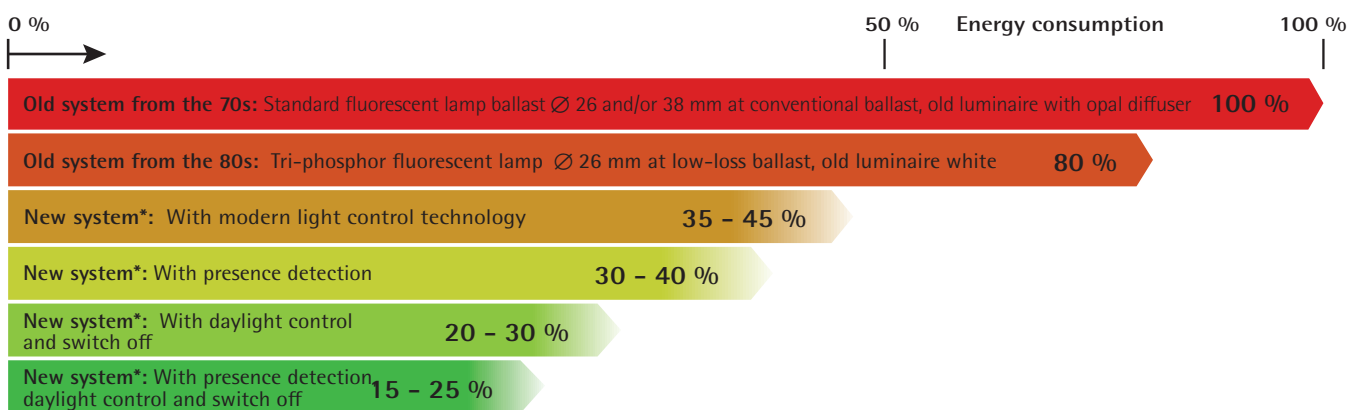 0 % 50 % Energy consumption 100 %
Old system from the 70s: Standard fluorescent lamp ballast ∅ 26 and/or 38 mm at conventional ballast, old luminaire with opal diffuser 100 %
Old system from the 80s: Tri-phosphor fluorescent lamp ∅ 26 mm at low-loss ballast, old luminaire white 80 %
New system*: With modern light control technology 35 - 45 %
New system*: With presence detection 30 - 40 %
New system*: With daylight control
and switch off 20 - 30 %
New system*: With presence detection,
daylight control and switch off 15 - 25 %